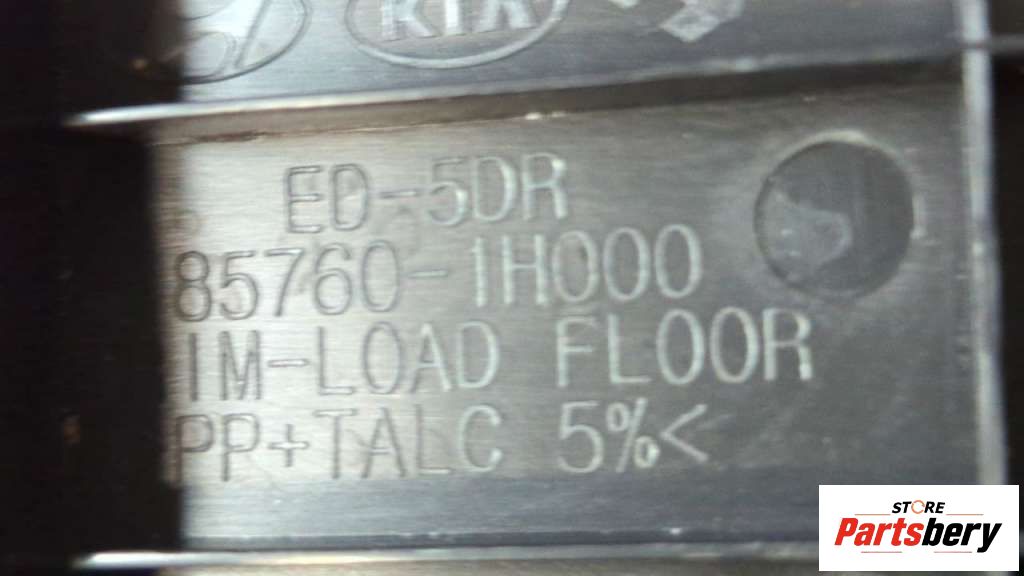 KIA
ED-5DR
85760-1H000
IM-LOAD FLOOR
PP+TALC 5%<
STORE
Partsbery